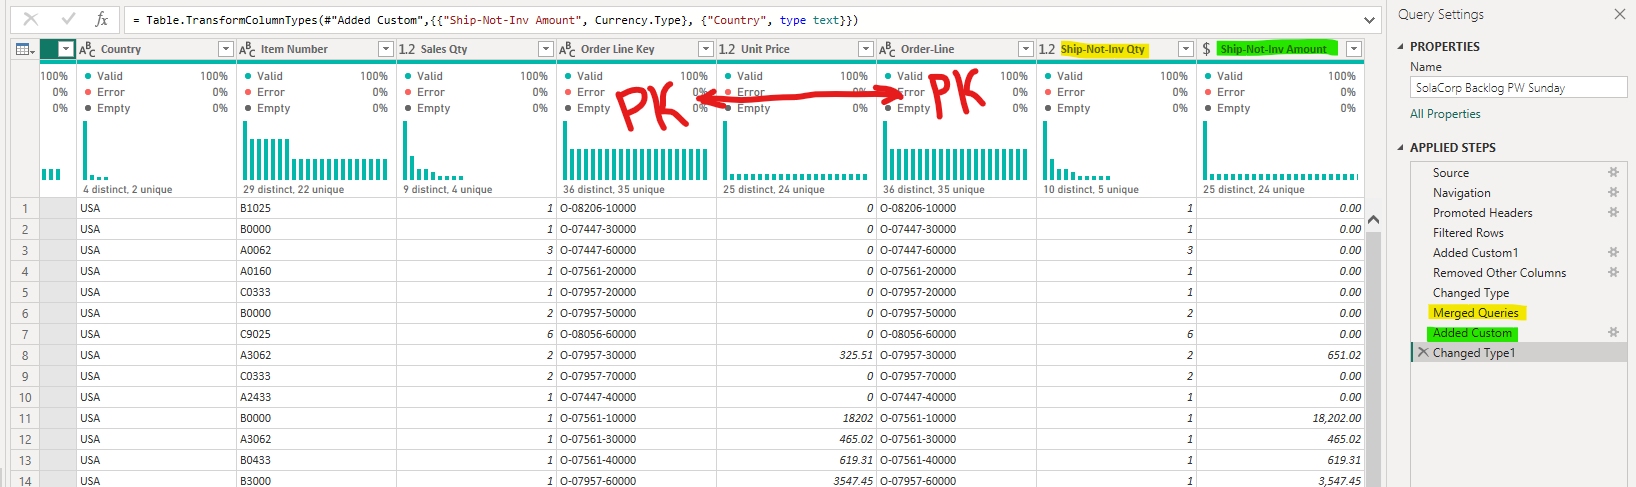 fx = Table.TransformColumnTypes(#"Added Custom",{{"Ship-Not-Inv Amount", Currency.Type}, {"Country", type text}})
ABC Country ABC Item Number 1.2 Sales Qty ABC Order Line Key 1.2 Unit Price ABC Order-Line 1.2 Ship-Not-Inv Qty $ Ship-Not-Inv Amount
100% Valid 100% Valid 100% Valid 100% Valid 100% Valid 100% Valid 100% Valid 100% Valid 100%
0% Error 0% Error 0% Error 0% Error 0% Error 0% Error 0% Error 0% Error 0%
0% Empty 0% Empty 0% Empty 0% Empty 0% Empty 0% Empty 0% Empty 0% Empty 0%
PK PK
4 distinct, 2 unique 29 distinct, 22 unique 9 distinct, 4 unique 36 distinct, 35 unique 25 distinct, 24 unique 36 distinct, 35 unique 10 distinct, 5 unique 25 distinct, 24 unique
1 USA B1025 1 O-08206-10000 0 O-08206-10000 1 0.00
2 USA B0000 1 O-07447-30000 0 O-07447-30000 1 0.00
3 USA A0062 3 O-07447-60000 0 O-07447-60000 3 0.00
4 USA A0160 1 O-07561-20000 0 O-07561-20000 1 0.00
5 USA C0333 1 O-07957-20000 0 O-07957-20000 1 0.00
6 USA B0000 2 O-07957-50000 0 O-07957-50000 2 0.00
7 USA C9025 6 O-08056-60000 0 O-08056-60000 6 0.00
8 USA A3062 2 O-07957-30000 325.51 O-07957-30000 2 651.02
9 USA C0333 2 O-07957-70000 0 O-07957-70000 2 0.00
10 USA A2433 1 O-07447-40000 0 O-07447-40000 1 0.00
11 USA B0000 1 O-07561-10000 18202 O-07561-10000 1 18,202.00
12 USA A3062 1 O-07561-30000 465.02 O-07561-30000 1 465.02
13 USA B0433 1 O-07561-40000 619.31 O-07561-40000 1 619.31
14 USA B3000 1 O-07957-60000 3547.45 O-07957-60000 1 3,547.45
Query Settings
PROPERTIES
Name
SolaCorp Backlog PW Sunday
All Properties
APPLIED STEPS
Source
Navigation
Promoted Headers
Filtered Rows
Added Custom1
Removed Other Columns
Changed Type
Merged Queries
Added Custom
Changed Type1